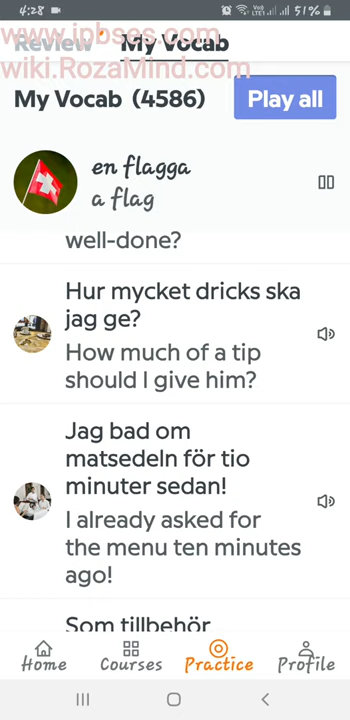 4:28
Vo)) LTE1
51%
www.ipbses.com
Review
My Vocab
wiki.RozaMind.com
My Vocab (4586)
Play all
en flagga
a flag
well-done?
Hur mycket dricks ska
jag ge?
How much of a tip
should I give him?
Jag bad om
matsedeln för tio
minuter sedan!
I already asked for
the menu ten minutes
ago!
Som tillbehör
Home
Courses
Practice
Profile